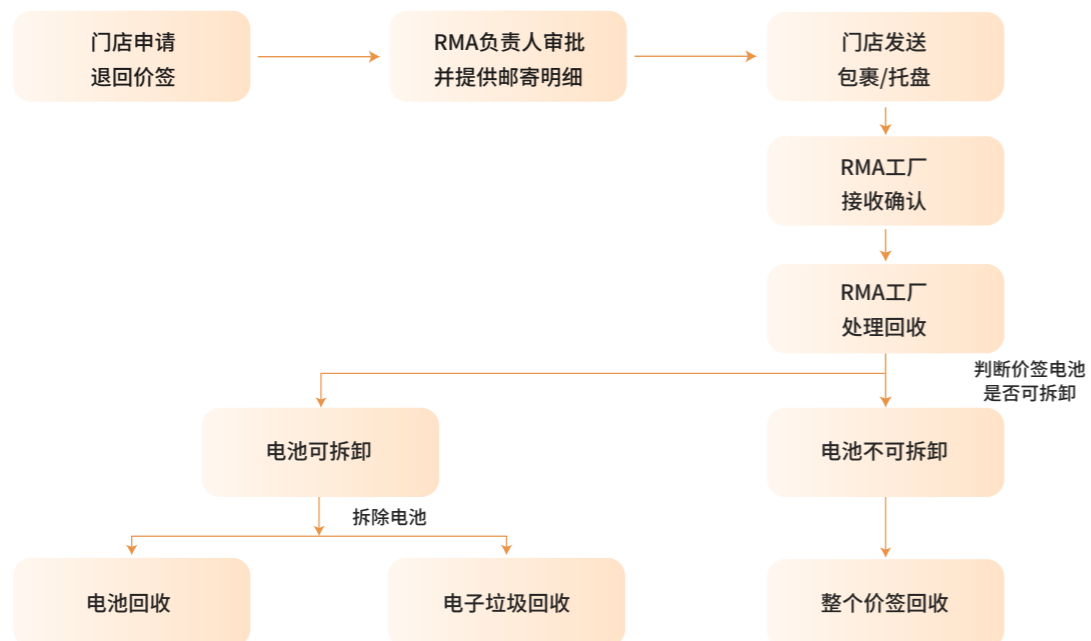 门店申请
退回价签
RMA负责人审批
并提供邮寄明细
门店发送
包裹/托盘
RMA工厂
接收确认
RMA工厂
处理回收
判断价签电池
是否可拆卸
电池可拆卸
电池不可拆卸
拆除电池
电池回收
电子垃圾回收
整个价签回收